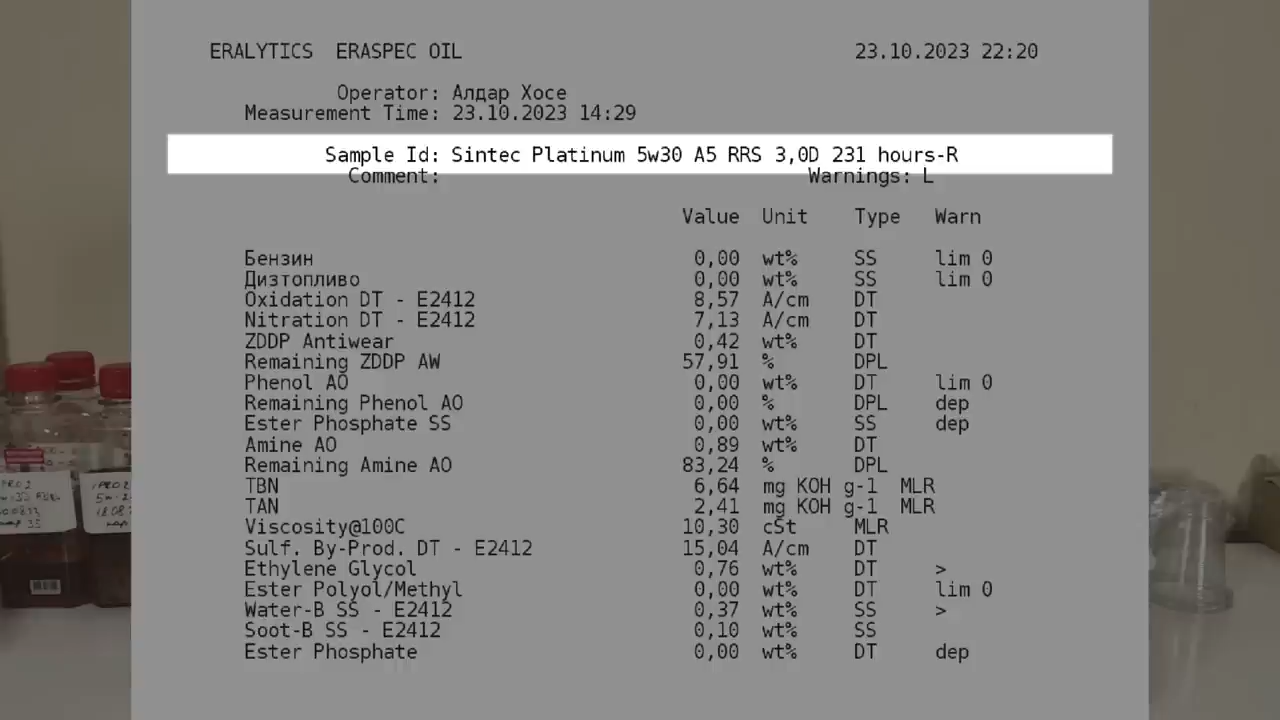 ERALYTICS ERASPEC OIL 23.10.2023 22:20
Operator: Алдар Хосе
Measurement Time: 23.10.2023 14:29
Sample Id: Sintec Platinum 5w30 A5 RRS 3,0D 231 hours-R
Comment: Warnings: L
Value Unit Type Warn
Бензин 0,00 wt% SS lim 0
Дизтопливо 0,00 wt% SS lim 0
Oxidation DT - E2412 8,57 A/cm DT
Nitration DT - E2412 7,13 A/cm DT
ZDDP Antiwear 0,42 wt% DT
Remaining ZDDP AW 57,91 % DPL
Phenol AO 0,00 wt% DT lim 0
Remaining Phenol AO 0,00 % DPL dep
Ester Phosphate SS 0,00 wt% SS dep
Amine AO 0,89 wt% DT
Remaining Amine AO 83,24 % DPL
TBN 6,64 mg KOH g-1 MLR
TAN 2,41 mg KOH g-1 MLR
Viscosity@100C 10,30 cSt MLR
Sulf. By-Prod. DT - E2412 15,04 A/cm DT
Ethylene Glycol 0,76 wt% DT >
Ester Polyol/Methyl 0,00 wt% DT lim 0
Water-B SS - E2412 0,37 wt% SS >
Soot-B SS - E2412 0,10 wt% SS
Ester Phosphate 0,00 wt% DT dep